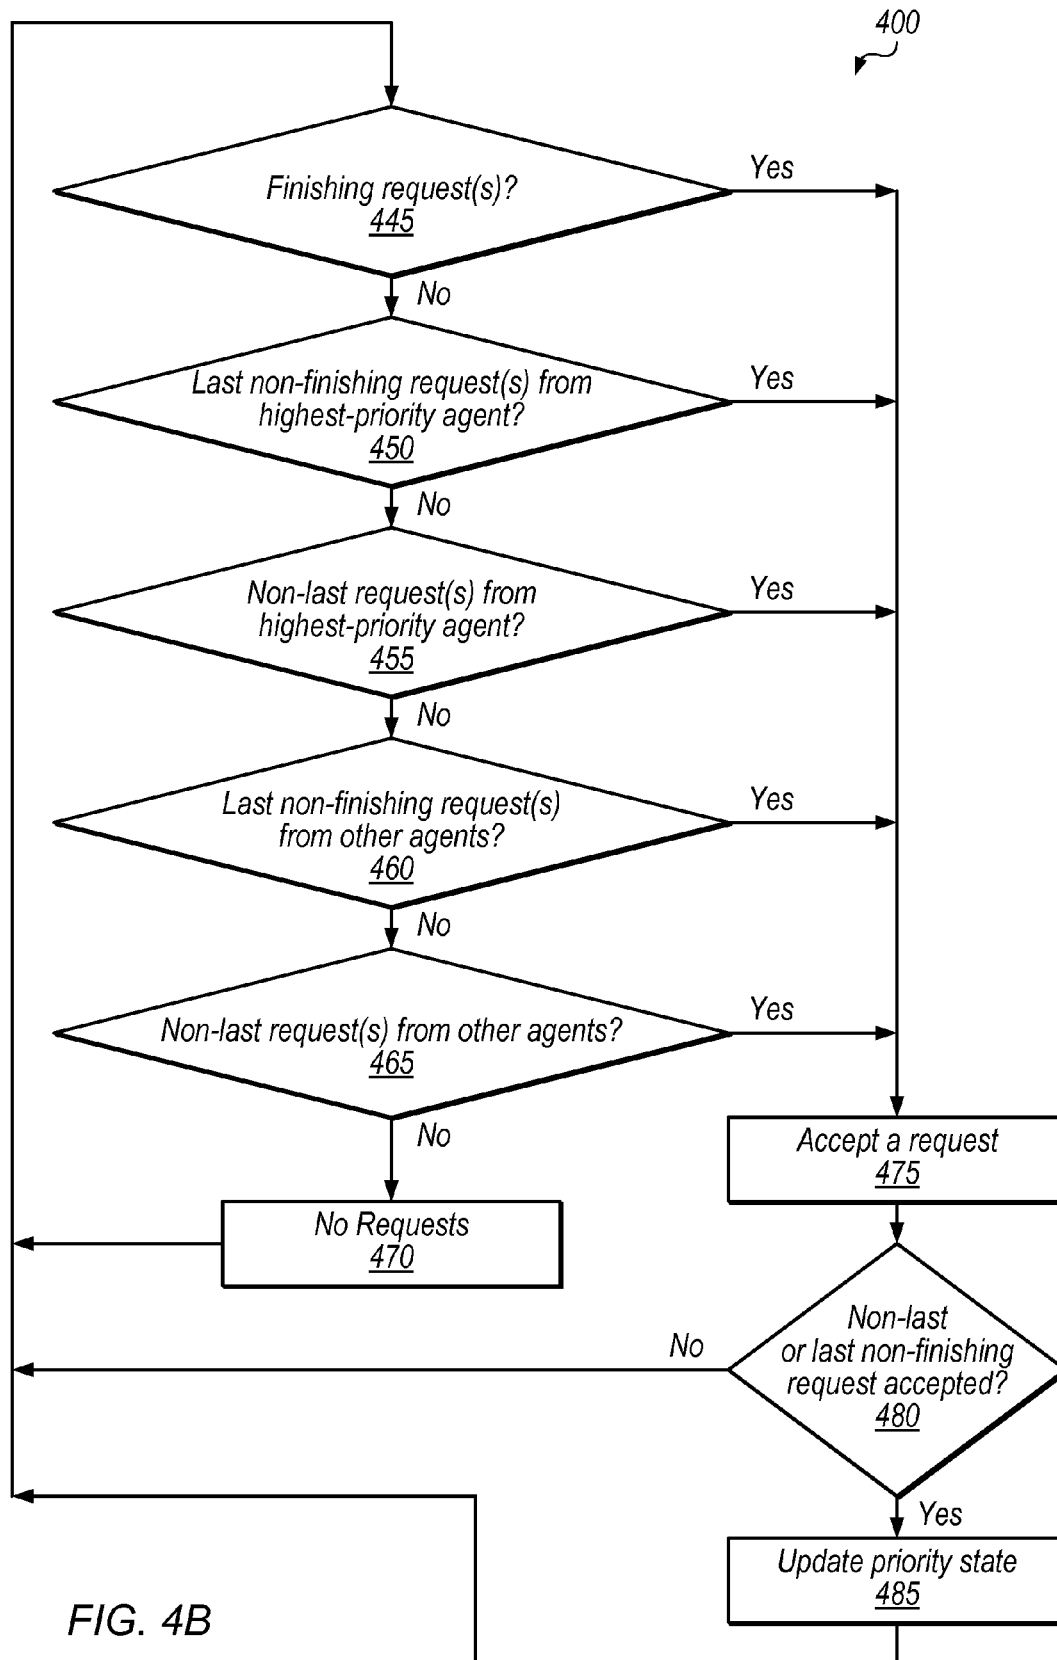 400
Finishing request(s)?
445
Yes
No
Last non-finishing request(s) from
highest-priority agent?
450
Yes
No
Non-last request(s) from
highest-priority agent?
455
Yes
No
Last non-finishing request(s)
from other agents?
460
Yes
No
Non-last request(s) from other agents?
465
Yes
No
Accept a request
475
No Requests
470
Non-last
or last non-finishing
request accepted?
480
No
Yes
Update priority state
485
FIG. 4B